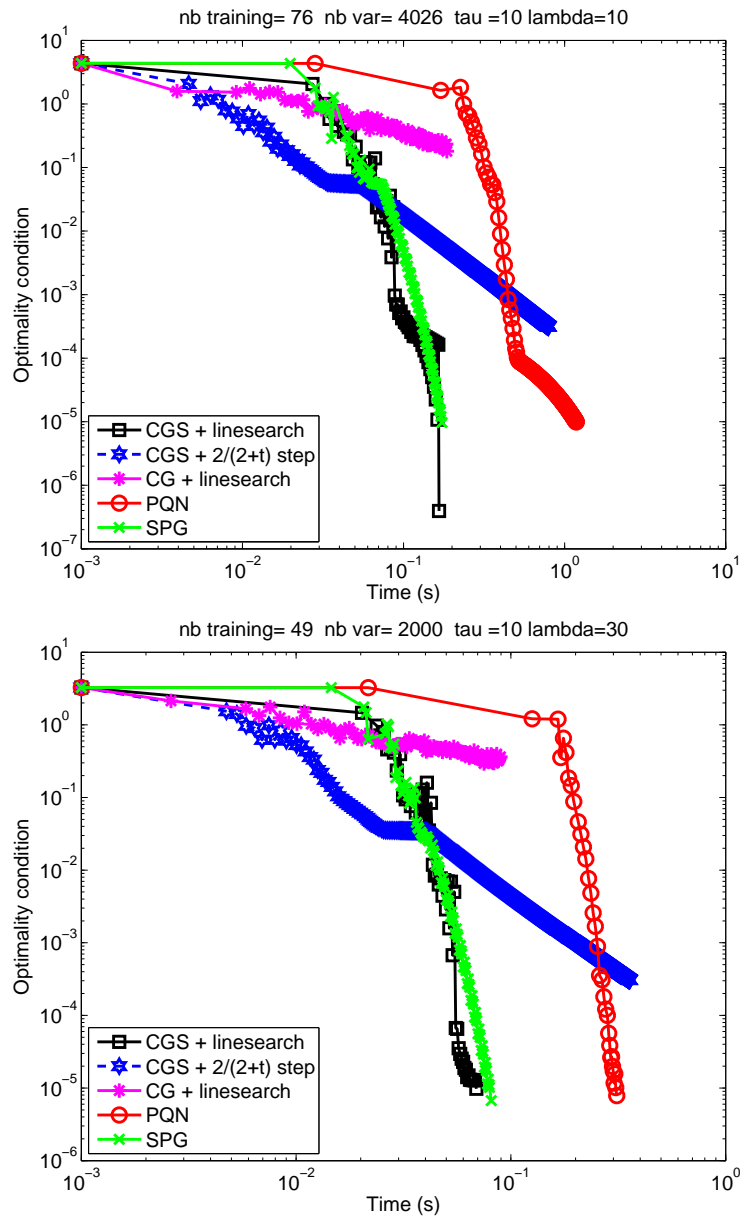 nb training= 76 nb var= 4026 tau =10 lambda=10
10^1
10^0
10^−1
10^−2
10^−3
10^−4
10^−5
10^−6
10^−7
Optimality condition
CGS + linesearch
CGS + 2/(2+t) step
CG + linesearch
PQN
SPG
10^−3
10^−2
10^−1
10^0
10^1
Time (s)
nb training= 49 nb var= 2000 tau =10 lambda=30
10^1
10^0
10^−1
10^−2
10^−3
10^−4
10^−5
10^−6
Optimality condition
CGS + linesearch
CGS + 2/(2+t) step
CG + linesearch
PQN
SPG
10^−3
10^−2
10^−1
10^0
Time (s)